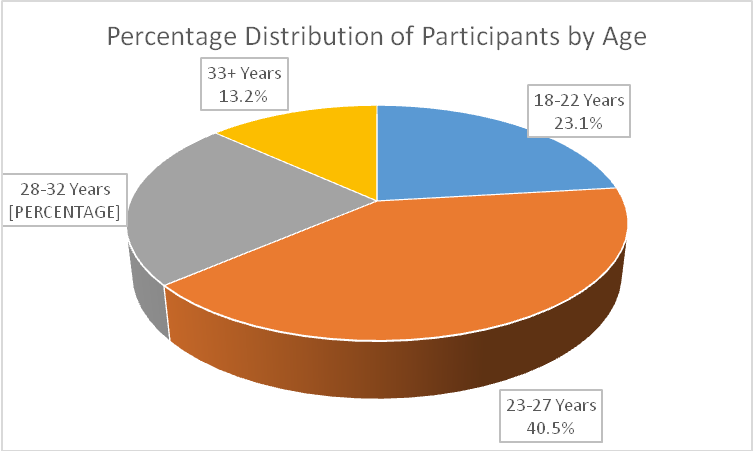 Percentage Distribution of Participants by Age
33+ Years
13.2%
18-22 Years
23.1%
28-32 Years
[PERCENTAGE]
23-27 Years
40.5%